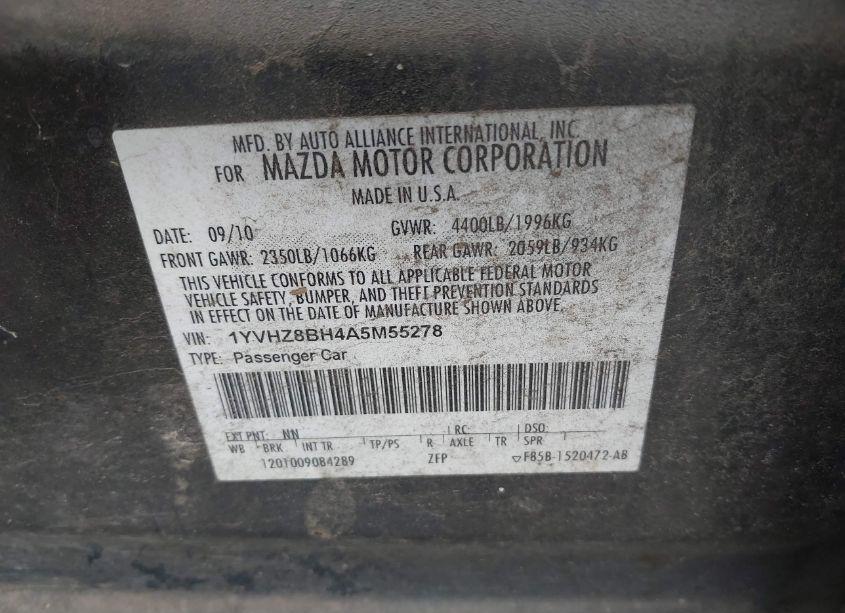 MFD. BY AUTO ALLIANCE INTERNATIONAL, INC.
FOR MAZDA MOTOR CORPORATION
MADE IN U.S.A.
DATE: 09/10 GVWR: 4400LB/1996KG
FRONT GAWR: 2350LB/1066KG REAR GAWR: 2059LB/934KG
THIS VEHICLE CONFORMS TO ALL APPLICABLE FEDERAL MOTOR
VEHICLE SAFETY, BUMPER, AND THEFT PREVENTION STANDARDS
IN EFFECT ON THE DATE OF MANUFACTURE SHOWN ABOVE.
VIN: 1YVHZ8BH4A5M55278
TYPE: Passenger Car
EXT PNT: NN RC: DSO:
WB BRK INT TR TP/PS R AXLE TR SPR
120T009084289 ZFP F85B-1520472-AB